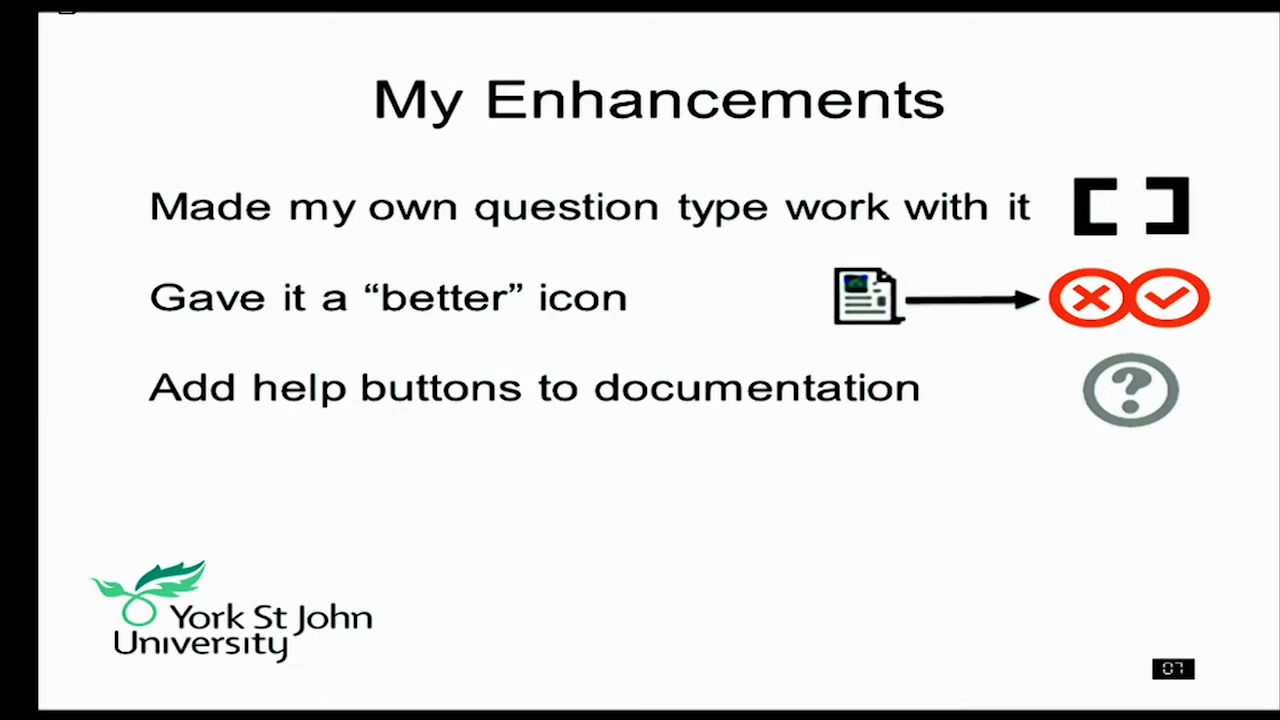 My Enhancements
Made my own question type work with it
Gave it a “better” icon
Add help buttons to documentation
York St John
University
07